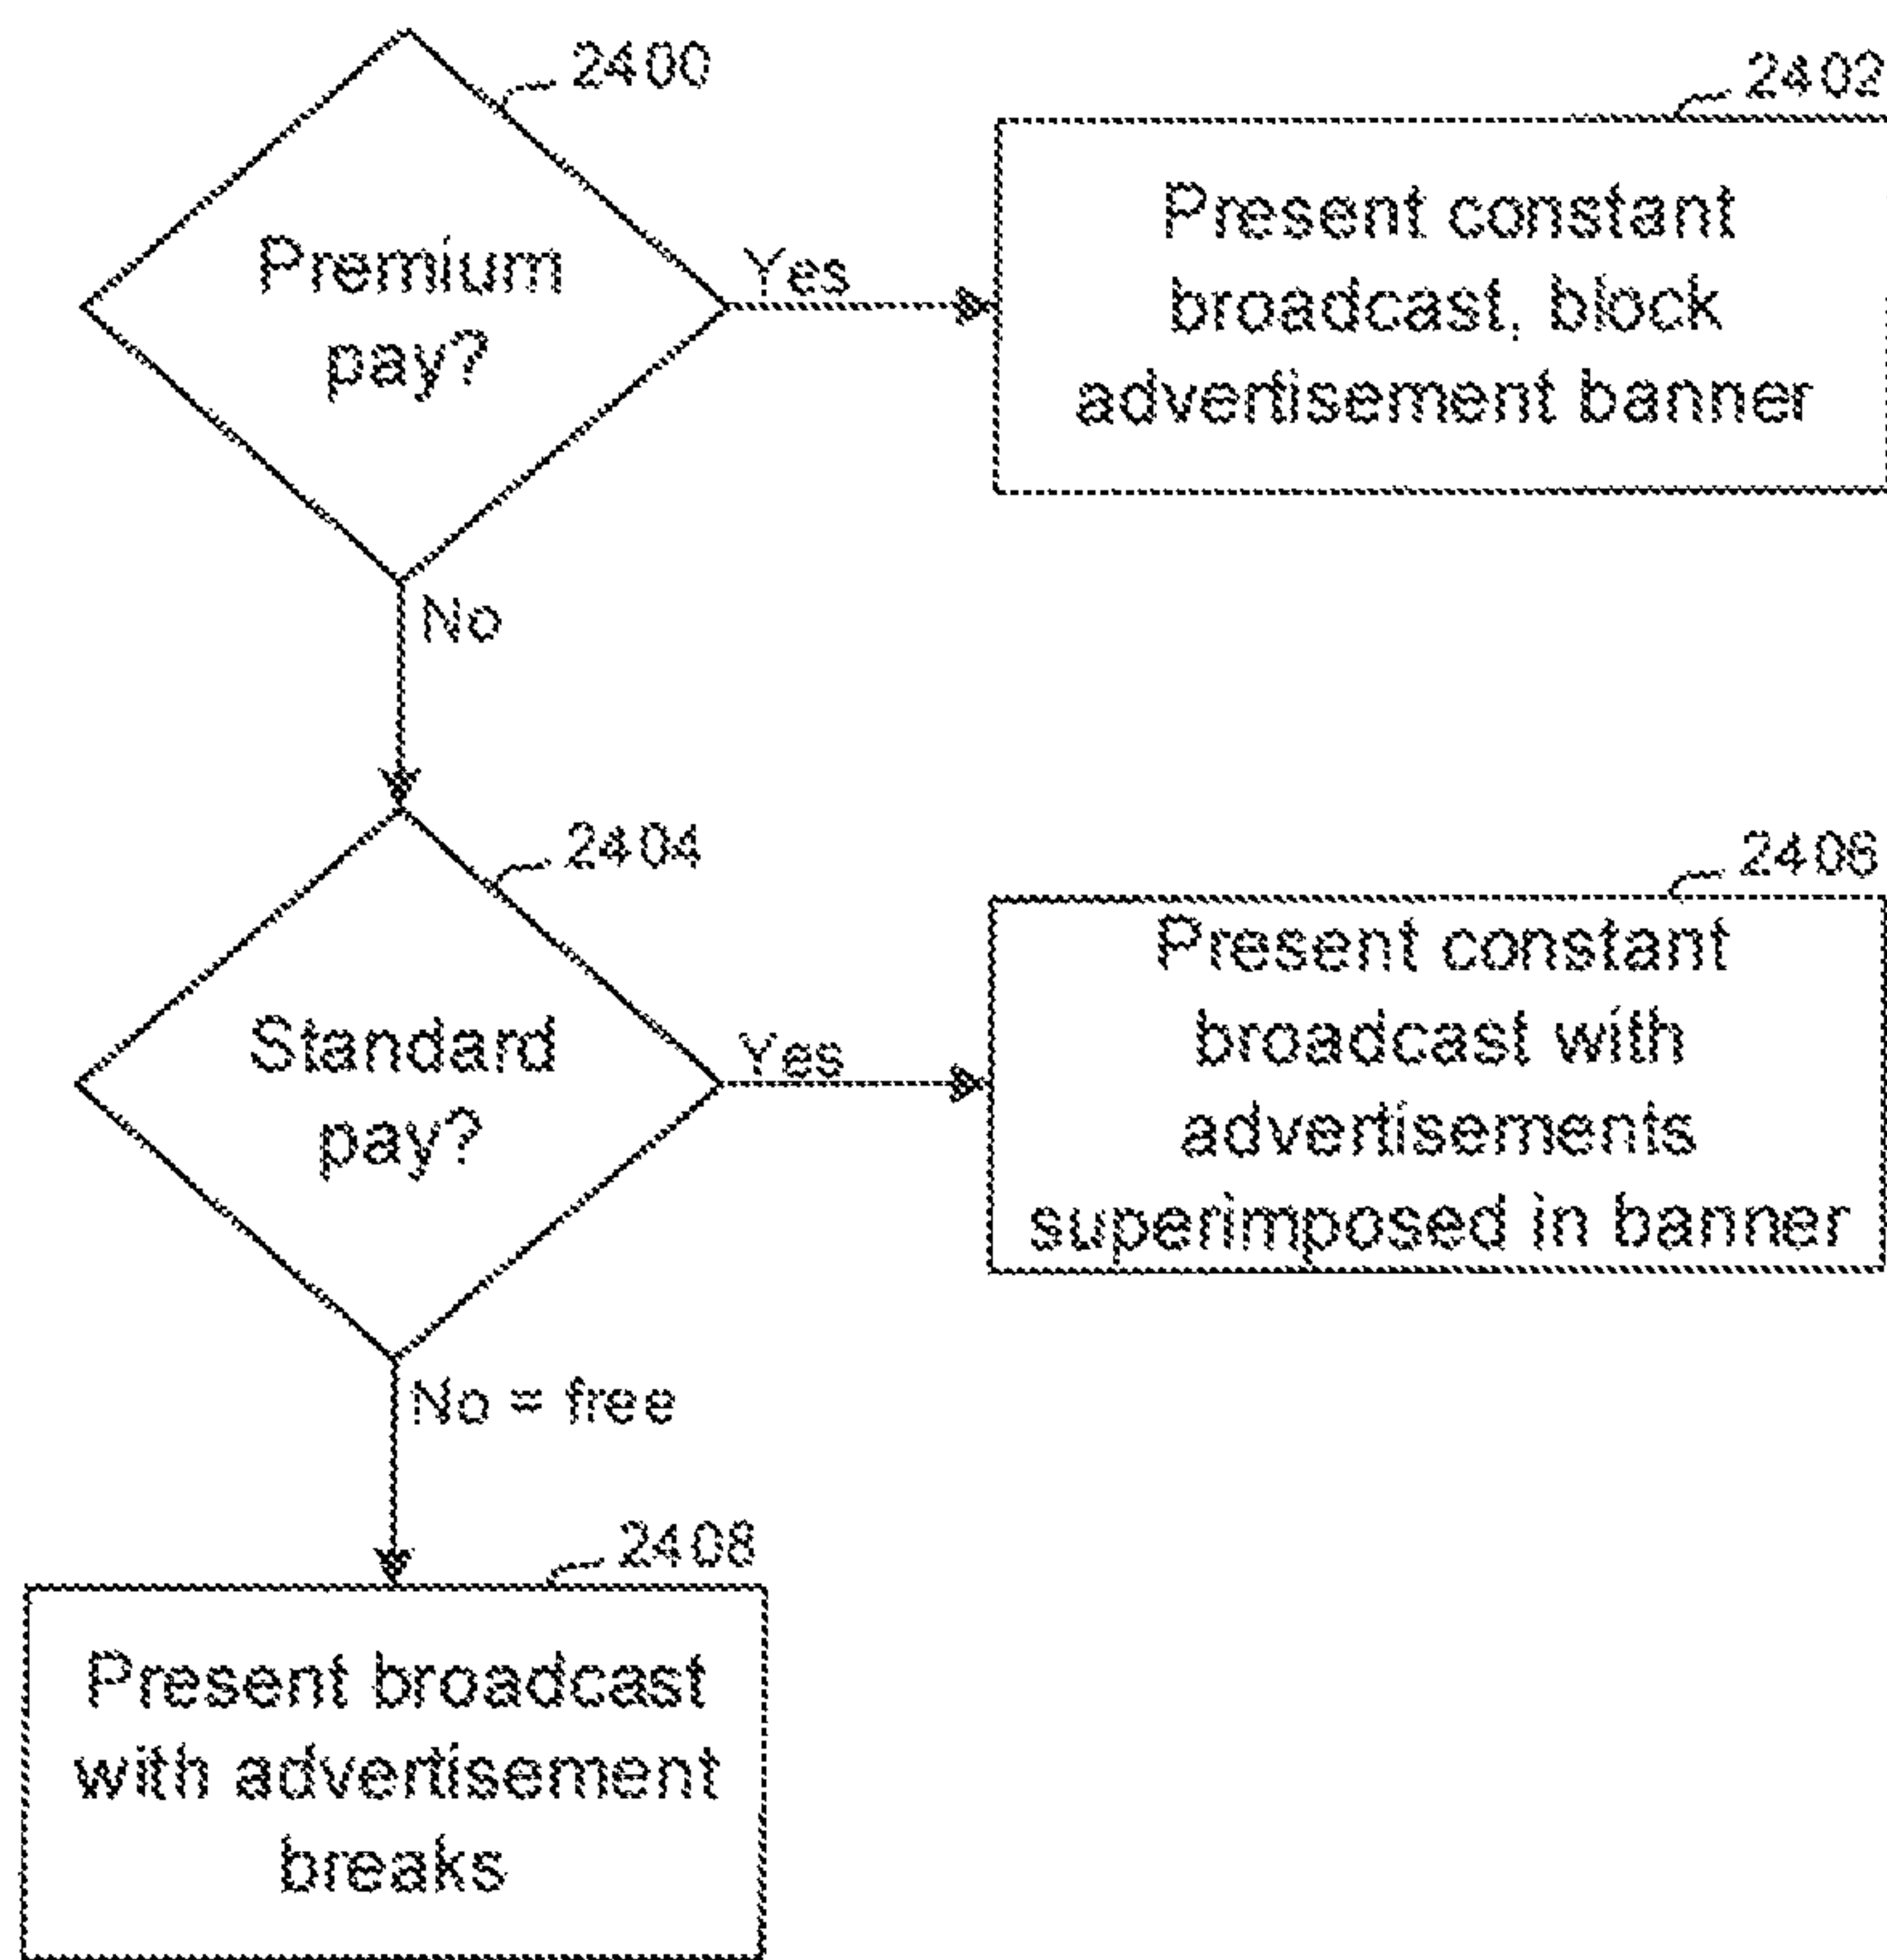 2400
Premium
pay?
Yes
2402
Present constant
broadcast, block
advertisement banner
No
2404
Standard
pay?
Yes
2406
Present constant
broadcast with
advertisements
superimposed in banner
No = free
2408
Present broadcast
with advertisement
breaks